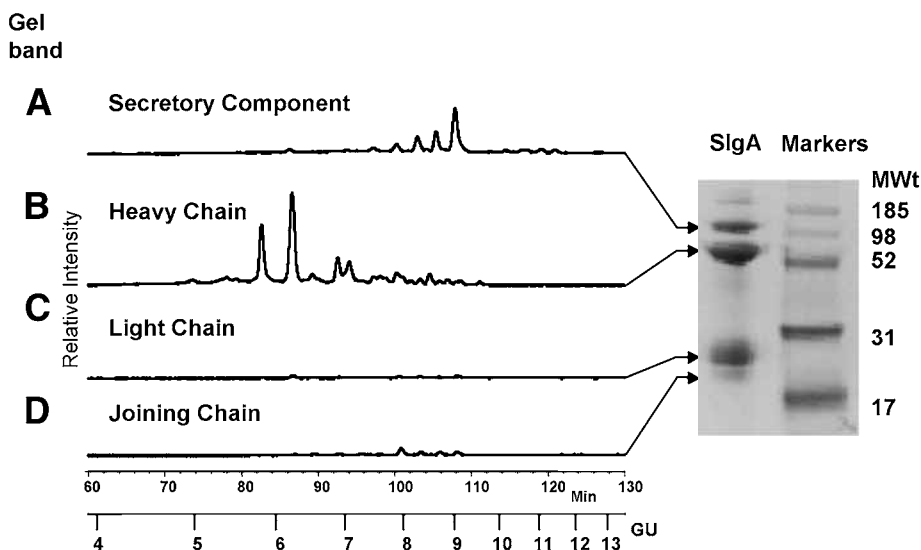 Gel
band
A
Secretory Component
B
Heavy Chain
C
Light Chain
D
Joining Chain
Relative Intensity
60 80 90 100 110 120 130
Min
4 5 6 7 8 9 10 11 12 13
GU
SIgA Markers
MWt
185
98
52
31
17